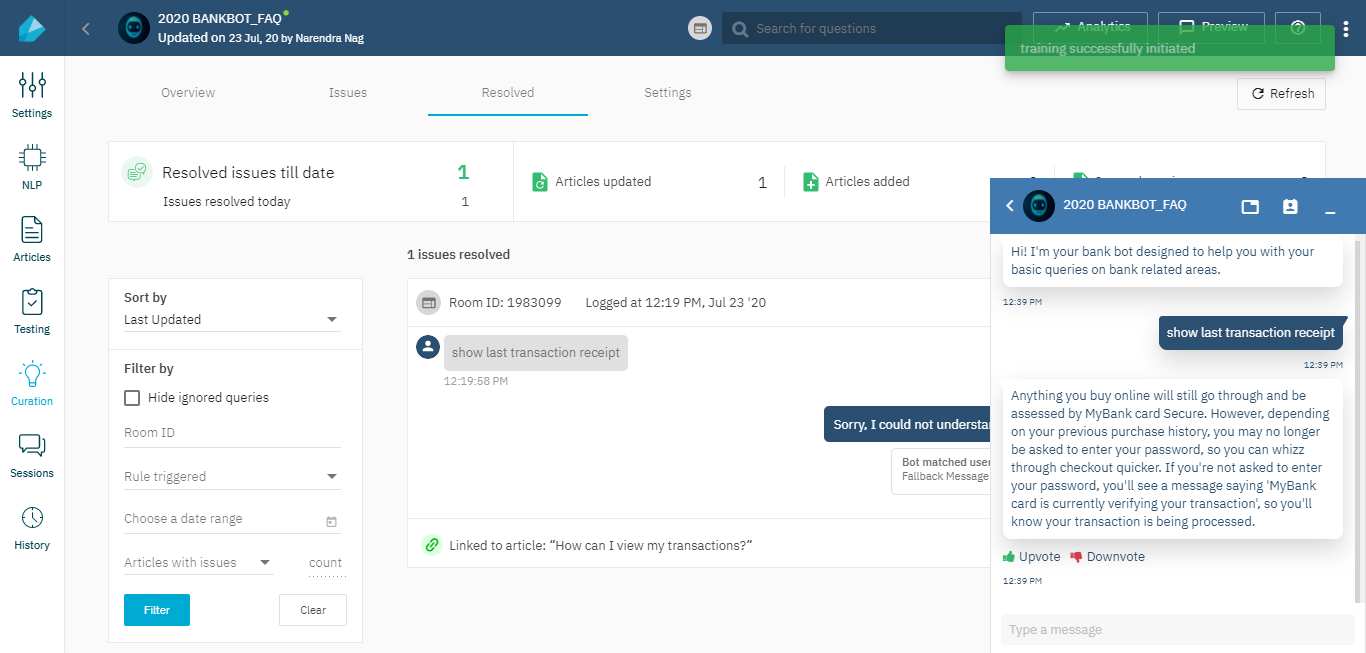 2020 BANKBOT_FAQ
Updated on 23 Jul, 20 by Narendra Nag
Search for questions
Analytics
Preview
training successfully initiated
Settings
NLP
Articles
Testing
Curation
Sessions
History
Overview
Issues
Resolved
Settings
Refresh
Resolved issues till date
1
Issues resolved today
1
Articles updated
1
Articles added
1 issues resolved
Sort by
Last Updated
Filter by
Hide ignored queries
Room ID
Rule triggered
Choose a date range
Articles with issues
count
Filter
Clear
Room ID: 1983099
Logged at 12:19 PM, Jul 23 '20
show last transaction receipt
12:19:58 PM
Sorry, I could not understa
Bot matched user
Fallback Message
Linked to article: “How can I view my transactions?”
2020 BANKBOT_FAQ
Hi! I'm your bank bot designed to help you with your
basic queries on bank related areas.
12:39 PM
show last transaction receipt
12:39 PM
Anything you buy online will still go through and be
assessed by MyBank card Secure. However, depending
on your previous purchase history, you may no longer
be asked to enter your password, so you can whizz
through checkout quicker. If you're not asked to enter
your password, you'll see a message saying 'MyBank
card is currently verifying your transaction', so you'll
know your transaction is being processed.
Upvote
Downvote
12:39 PM
Type a message